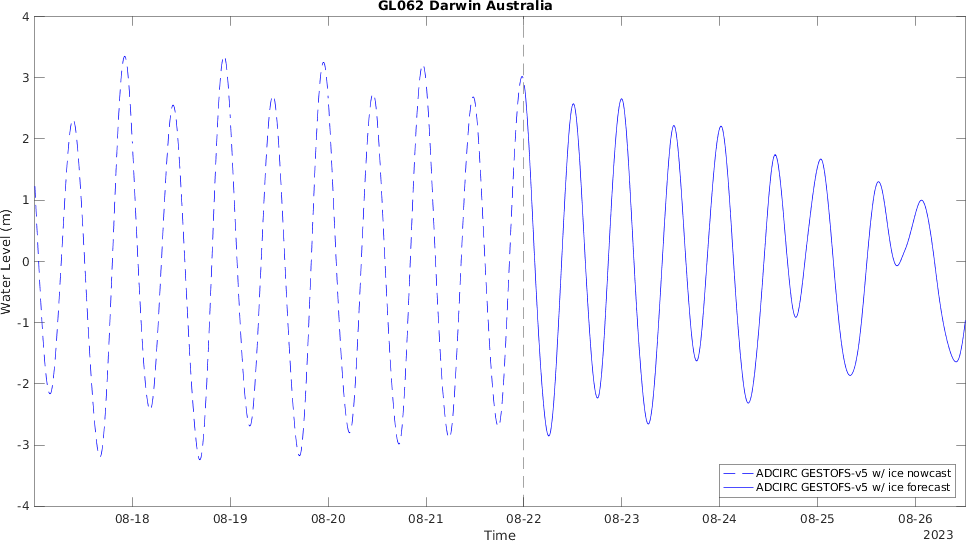 GL062 Darwin Australia
4
3
2
1
0
-1
-2
-3
-4
Water Level (m)
ADCIRC GESTOFS-v5 w/ ice nowcast
ADCIRC GESTOFS-v5 w/ ice forecast
08-18 08-19 08-20 08-21 08-22 08-23 08-24 08-25 08-26
Time
2023